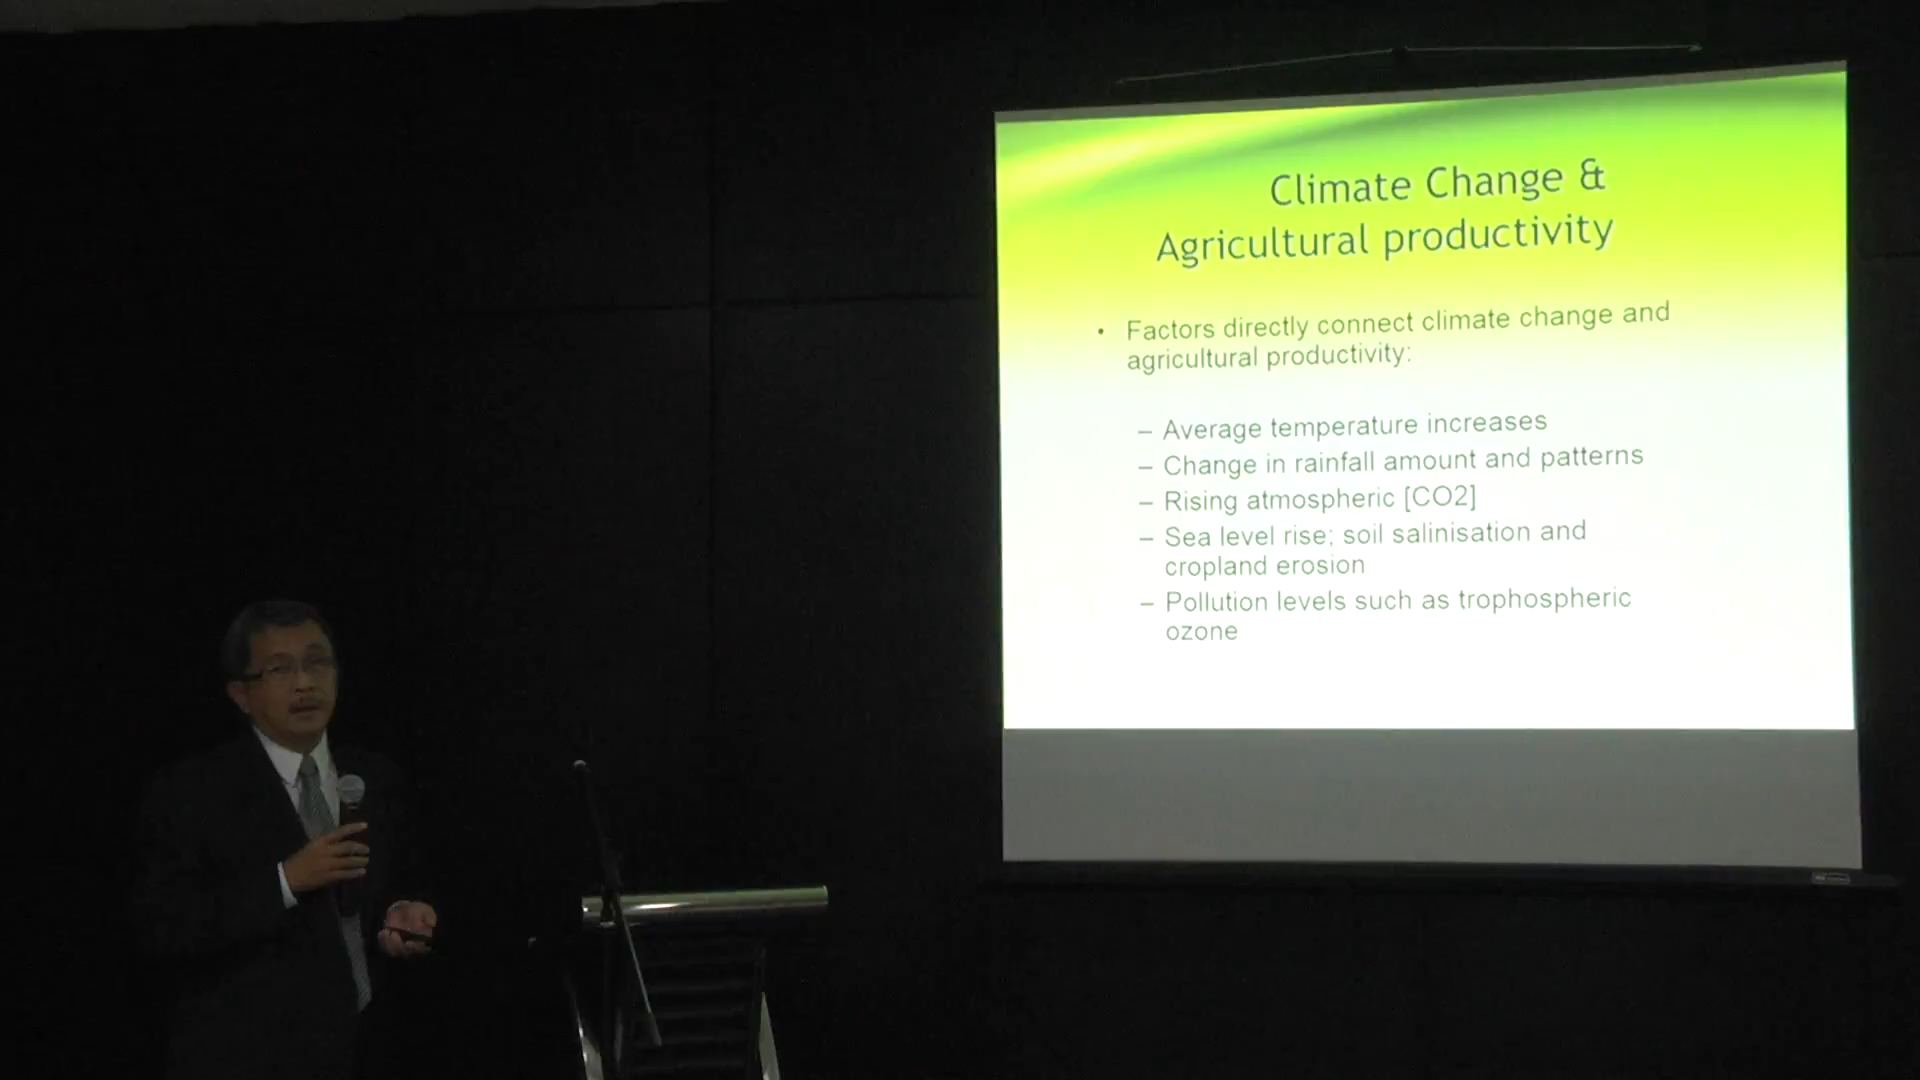 Climate Change &
Agricultural productivity
• Factors directly connect climate change and
agricultural productivity:
– Average temperature increases
– Change in rainfall amount and patterns
– Rising atmospheric [CO2]
– Sea level rise; soil salinisation and
cropland erosion
– Pollution levels such as trophospheric
ozone